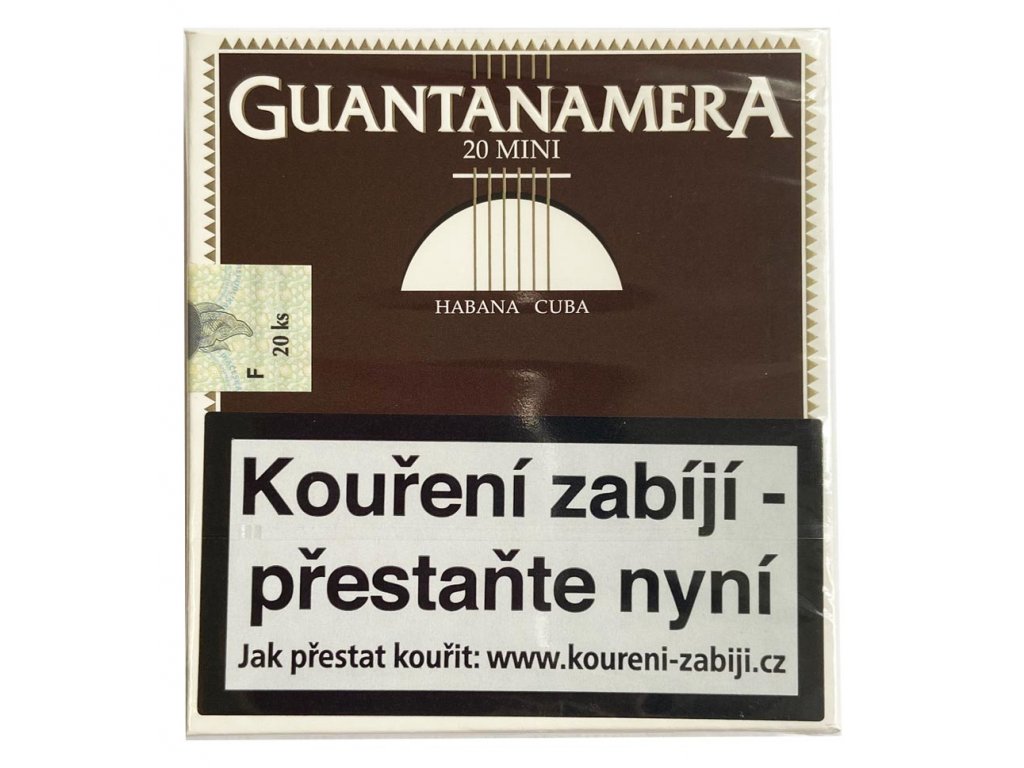 GUANTANAMERA
20 MINI
HABANA CUBA
F
20 ks
Kouření zabíjí -
přestaňte nyní
Jak přestat kouřit: www.koureni-zabiji.cz